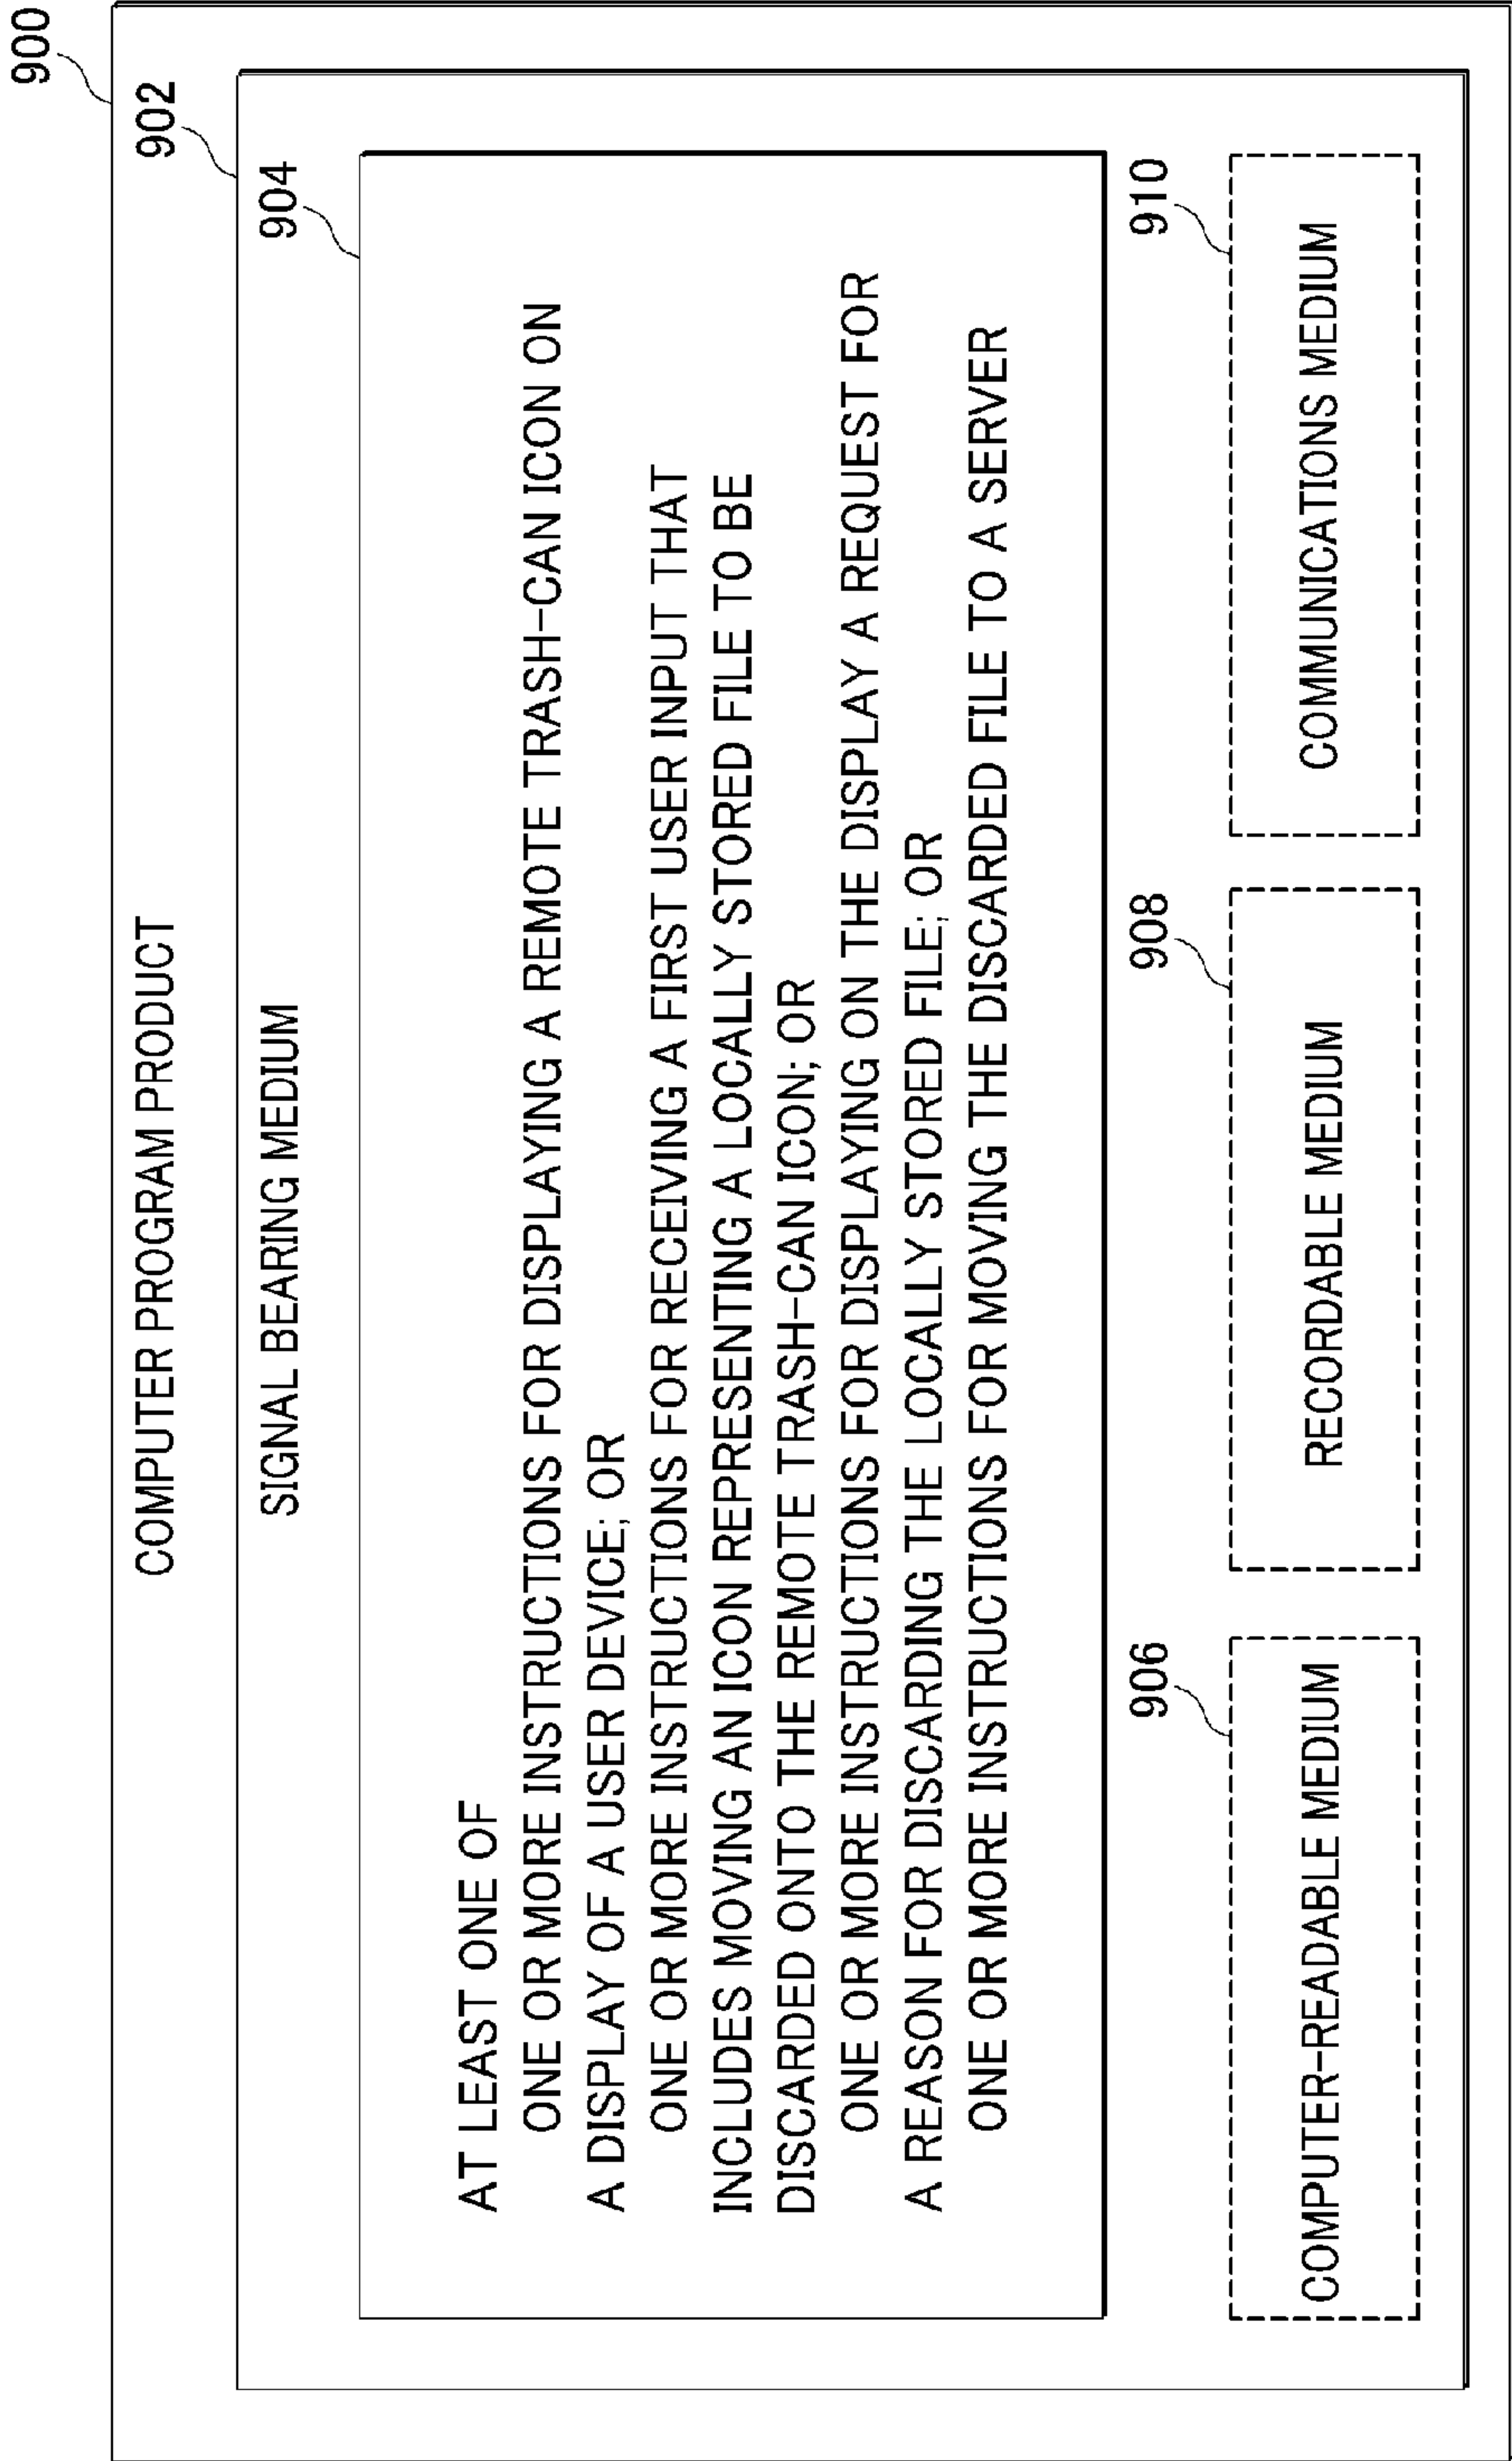 900
COMPUTER PROGRAM PRODUCT
902
SIGNAL BEARING MEDIUM
904
AT LEAST ONE OF
ONE OR MORE INSTRUCTIONS FOR DISPLAYING A REMOTE TRASH-CAN ICON ON
A DISPLAY OF A USER DEVICE; OR
ONE OR MORE INSTRUCTIONS FOR RECEIVING A FIRST USER INPUT THAT
INCLUDES MOVING AN ICON REPRESENTING A LOCALLY STORED FILE TO BE
DISCARDED ONTO THE REMOTE TRASH-CAN ICON; OR
ONE OR MORE INSTRUCTIONS FOR DISPLAYING ON THE DISPLAY A REQUEST FOR
A REASON FOR DISCARDING THE LOCALLY STORED FILE; OR
ONE OR MORE INSTRUCTIONS FOR MOVING THE DISCARDED FILE TO A SERVER
906
908
910
COMPUTER-READABLE MEDIUM
RECORDABLE MEDIUM
COMMUNICATIONS MEDIUM